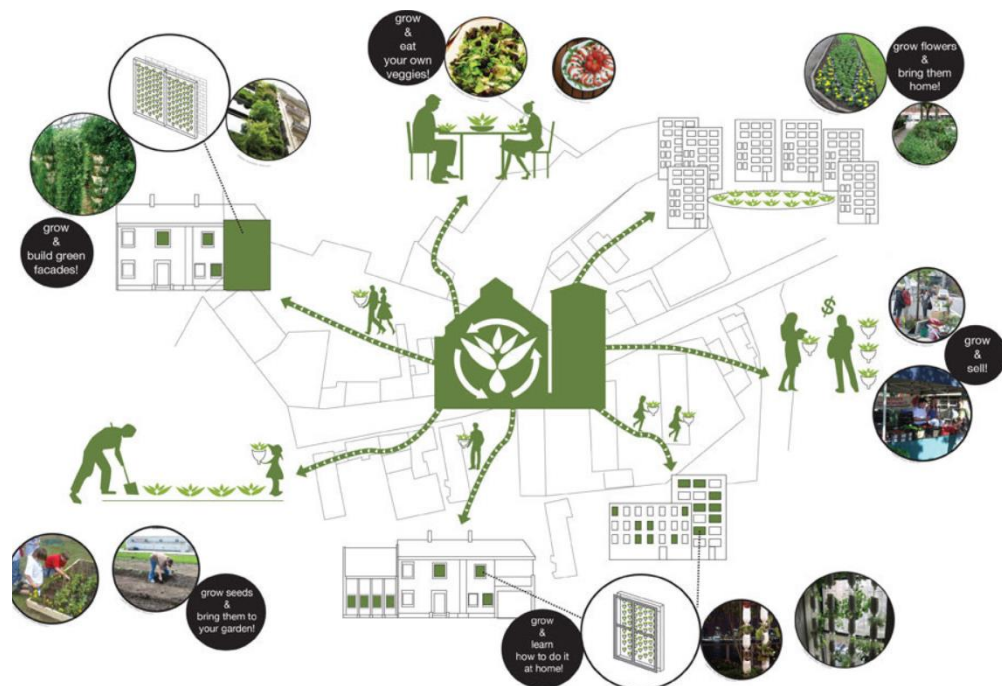 grow
&
eat
your own
veggies!
grow flowers
&
bring them
home!
grow
&
build green
facades!
$
grow
&
sell!
grow seeds
&
bring them to
your garden!
grow
&
learn
how to do it
at home!